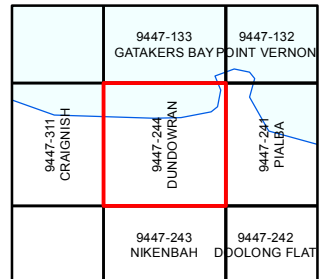 9447-133
GATAKERS BAY
9447-132
POINT VERNON
9447-311
CRAIGNISH
9447-244
DUNDOWRAN
9447-241
PIALBA
9447-243
NIKENBAH
9447-242
DOOLONG FLAT